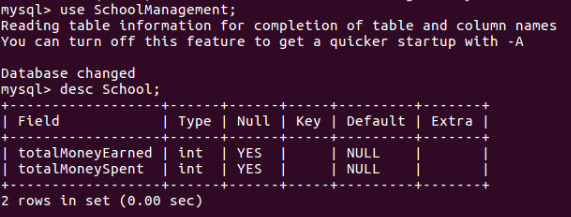 mysql> use SchoolManagement;
Reading table information for completion of table and column names
You can turn off this feature to get a quicker startup with -A

Database changed
mysql> desc School;
+------------------+------+------+-----+---------+-------+
| Field            | Type | Null | Key | Default | Extra |
+------------------+------+------+-----+---------+-------+
| totalMoneyEarned | int  | YES  |     | NULL    |       |
| totalMoneySpent  | int  | YES  |     | NULL    |       |
+------------------+------+------+-----+---------+-------+
2 rows in set (0.00 sec)